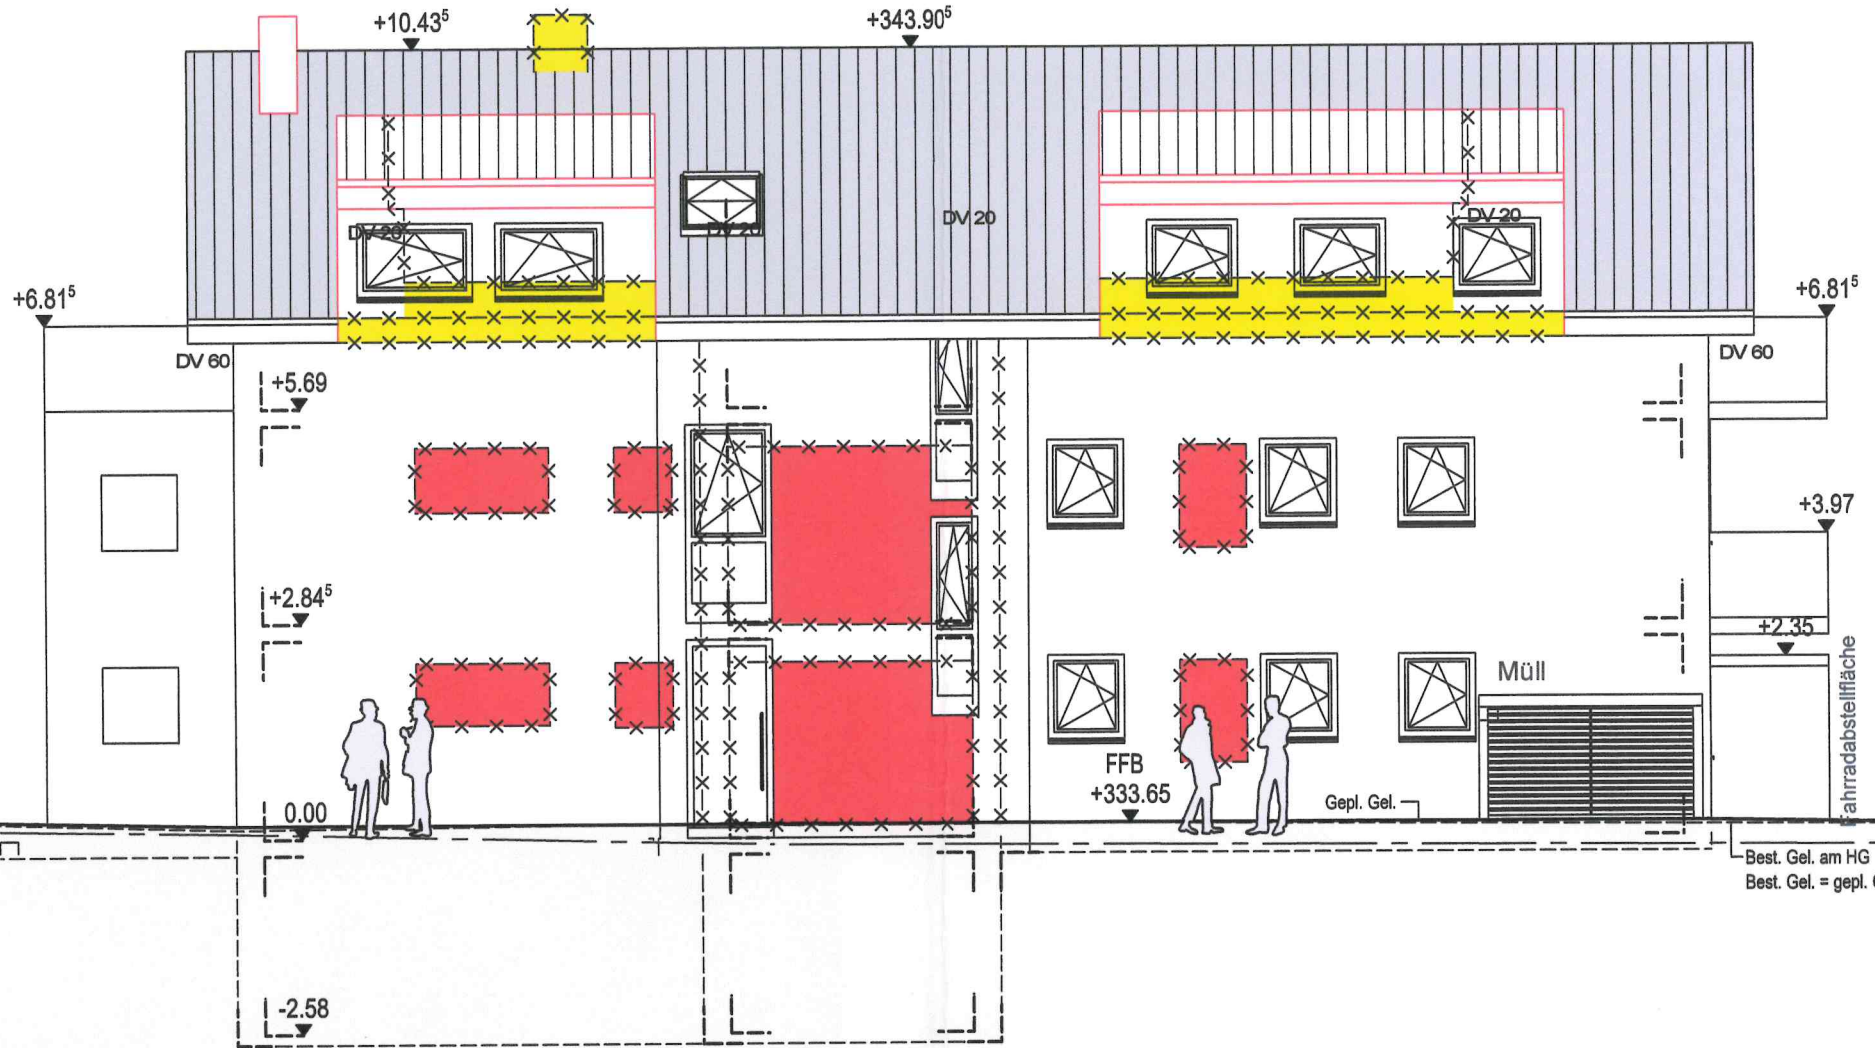 +10.43⁵
+343.90⁵
DV 20
DV 20
DV 20
DV 20
+6.81⁵
+6.81⁵
DV 60
DV 60
+5.69
+3.97
+2.84⁵
+2.35
Müll
Fahrradabstellfläche
FFB
+333.65
0.00
Gepl. Gel.
Best. Gel. am HG
Best. Gel. = gepl.
-2.58